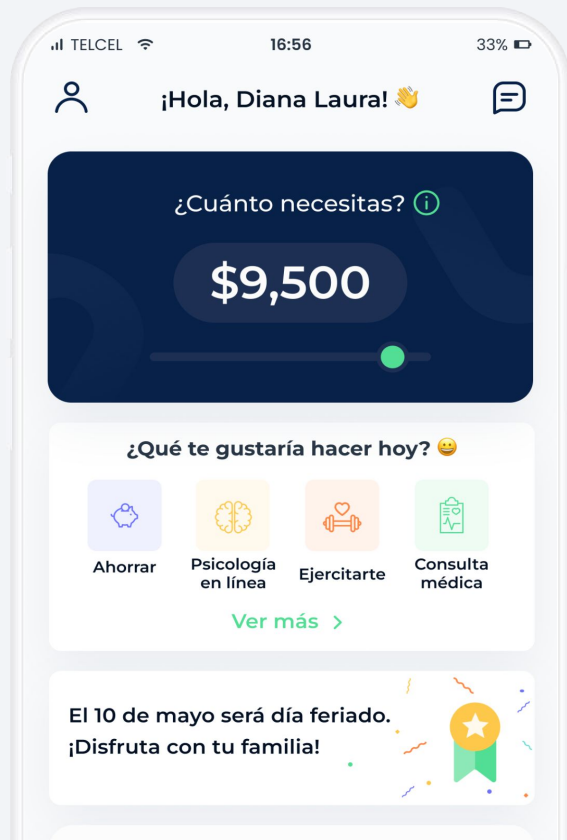 TELCEL 16:56 33%
¡Hola, Diana Laura! 👋
¿Cuánto necesitas?
$9,500
¿Qué te gustaría hacer hoy? 😀
Ahorrar
Psicología
en línea
Ejercitarte
Consulta
médica
Ver más >
El 10 de mayo será día feriado.
¡Disfruta con tu familia!